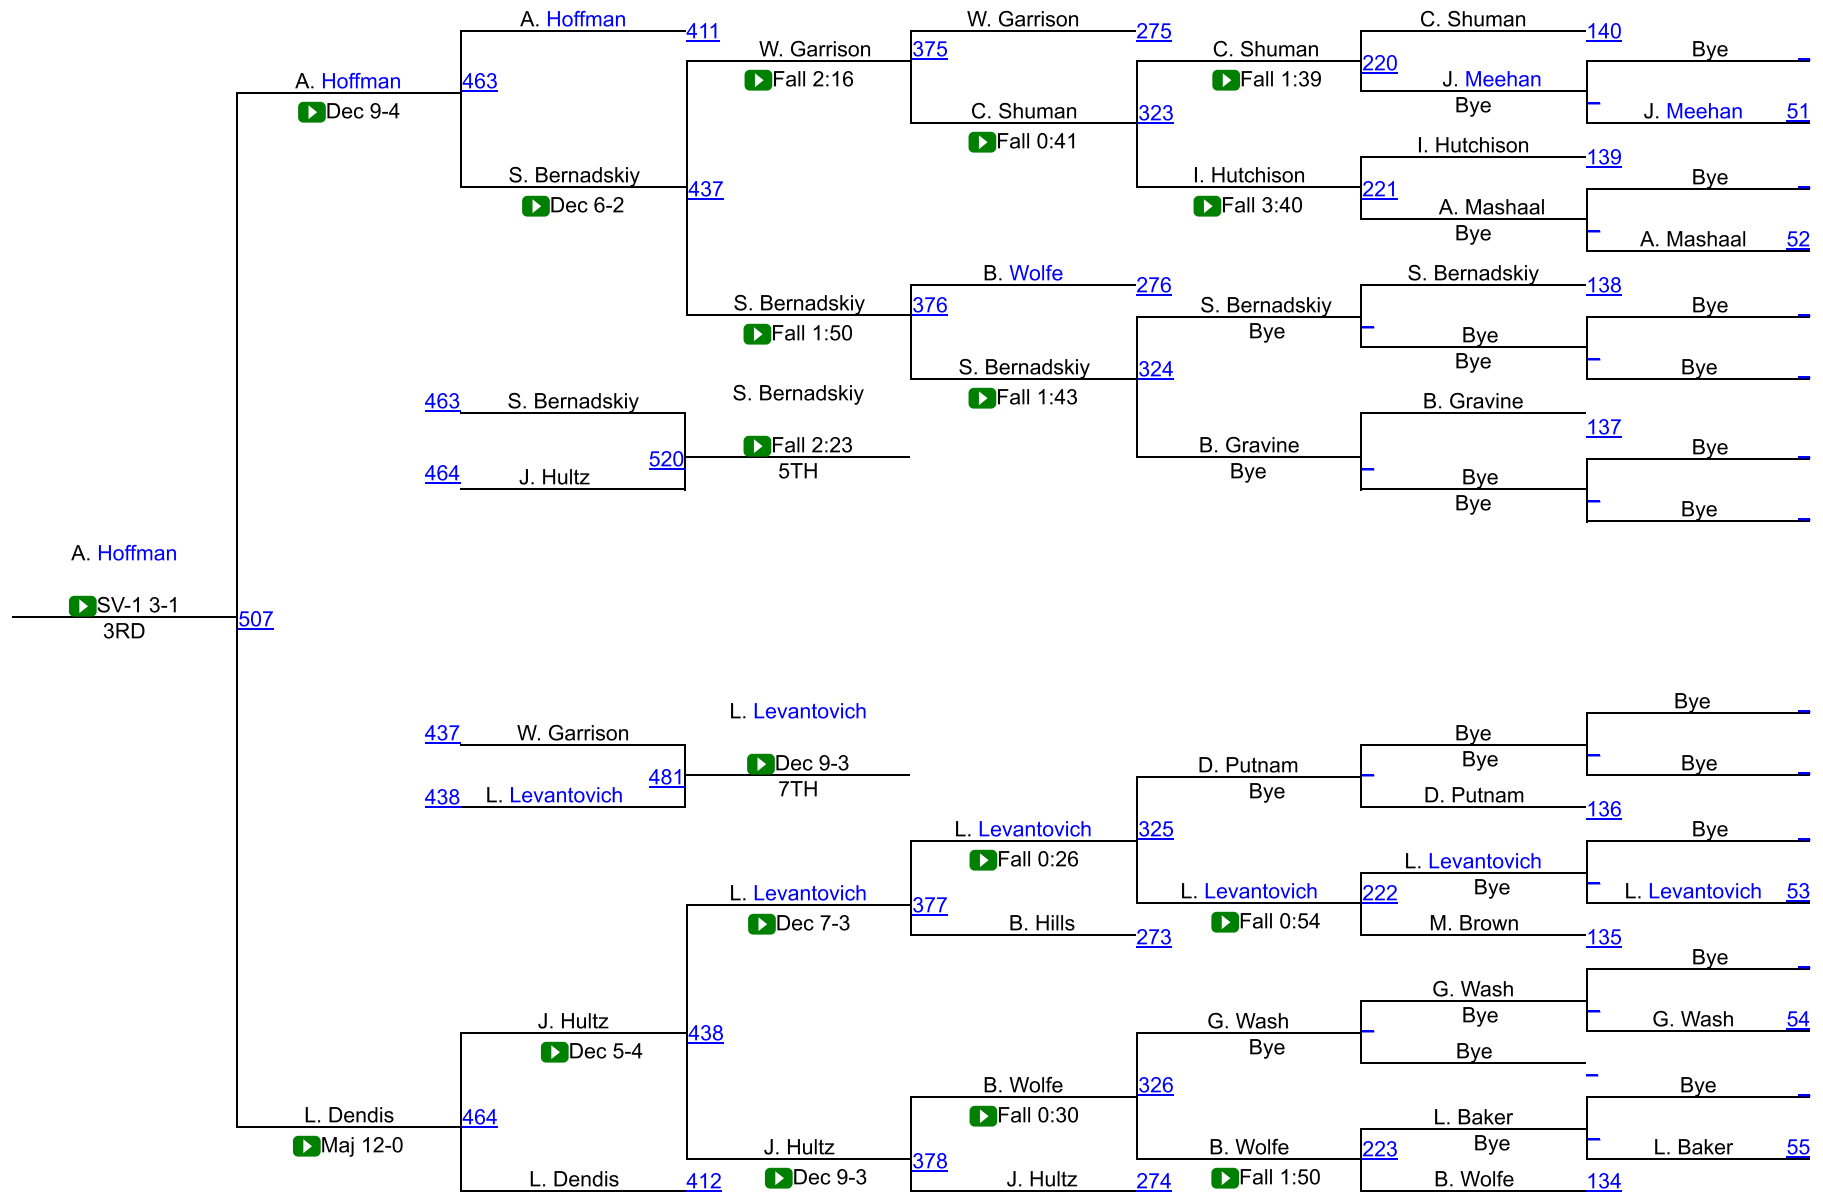 A. Hoffman
411
W. Garrison
275
C. Shuman
140
W. Garrison
375
C. Shuman
220
Bye
A. Hoffman
463
Fall 2:16
Fall 1:39
J. Meehan
Dec 9-4
C. Shuman
323
Bye
J. Meehan
51
Fall 0:41
I. Hutchison
139
S. Bernadskiy
437
I. Hutchison
221
Bye
Dec 6-2
Fall 3:40
A. Mashaal
Bye
A. Mashaal
52
B. Wolfe
276
S. Bernadskiy
138
S. Bernadskiy
376
S. Bernadskiy
Bye
Fall 1:50
Bye
Bye
S. Bernadskiy
324
Bye
Bye
463
S. Bernadskiy
S. Bernadskiy
Fall 1:43
B. Gravine
137
464
J. Hultz
520
Fall 2:23
B. Gravine
Bye
5TH
Bye
Bye
Bye
Bye
A. Hoffman
SV-1 3-1
507
3RD
L. Levantovich
Bye
437
W. Garrison
Bye
481
Dec 9-3
D. Putnam
Bye
Bye
438
L. Levantovich
7TH
Bye
D. Putnam
136
L. Levantovich
325
Bye
Fall 0:26
L. Levantovich
L. Levantovich
377
L. Levantovich
222
Bye
L. Levantovich
53
Dec 7-3
B. Hills
273
Fall 0:54
M. Brown
135
Bye
G. Wash
J. Hultz
438
G. Wash
Bye
G. Wash
54
Dec 5-4
Bye
Bye
B. Wolfe
326
Bye
L. Dendis
464
Fall 0:30
L. Baker
Maj 12-0
J. Hultz
378
B. Wolfe
223
Bye
L. Baker
55
L. Dendis
412
Dec 9-3
J. Hultz
274
Fall 1:50
B. Wolfe
134